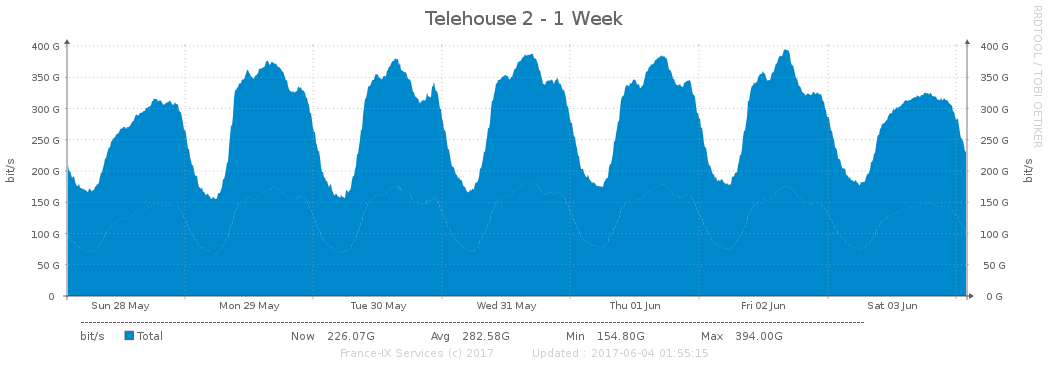 Telehouse 2 - 1 Week
RRDTOOL / TOBI OETIKER
400 G 400 G
350 G 350 G
300 G 300 G
250 G 250 G
200 G 200 G
150 G 150 G
100 G 100 G
50 G 50 G
0 0 G
bit/s bit/s
Sun 28 May Mon 29 May Tue 30 May Wed 31 May Thu 01 Jun Fri 02 Jun Sat 03 Jun
bit/s Total Now 226.07G Avg 282.58G Min 154.80G Max 394.00G
France-IX Services (c) 2017 Updated : 2017-06-04 01:55:15